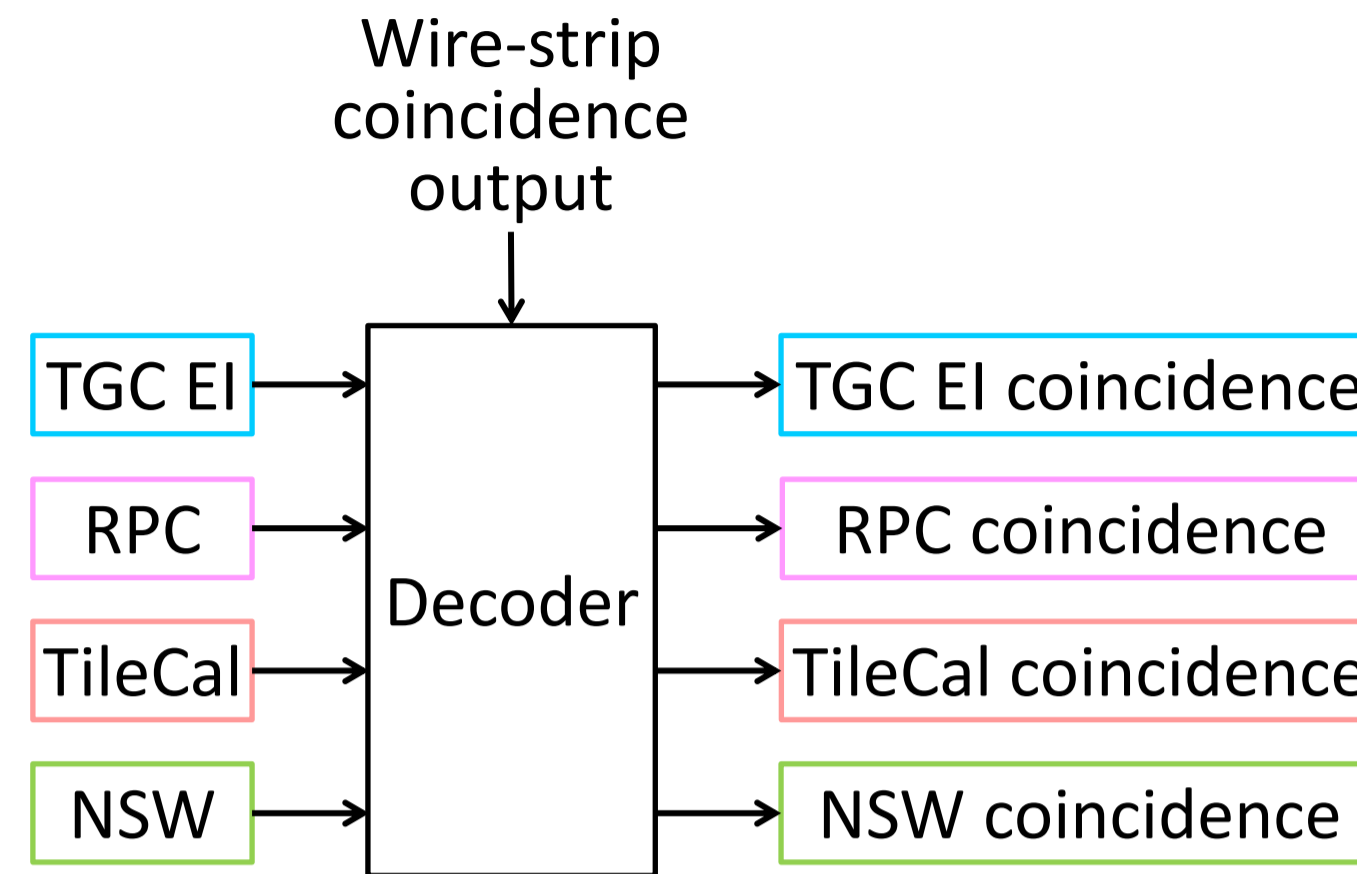 Wire-strip
coincidence
output
TGC EI
TGC EI coincidence
RPC
RPC coincidence
Decoder
TileCal
TileCal coincidence
NSW
NSW coincidence